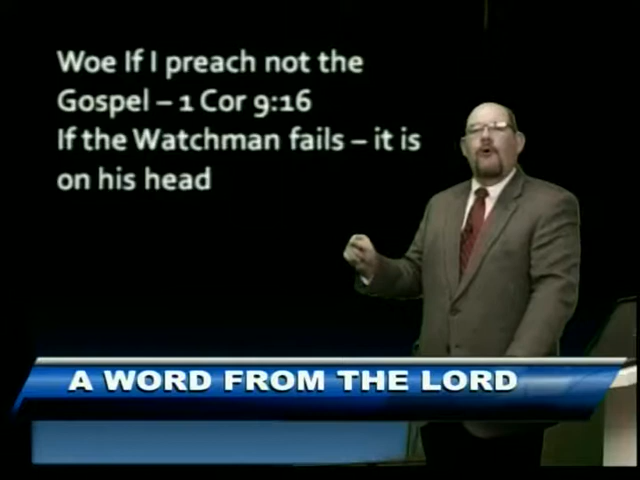 Woe If I preach not the
Gospel – 1 Cor 9:16
If the Watchman fails – it is
on his head
A WORD FROM THE LORD